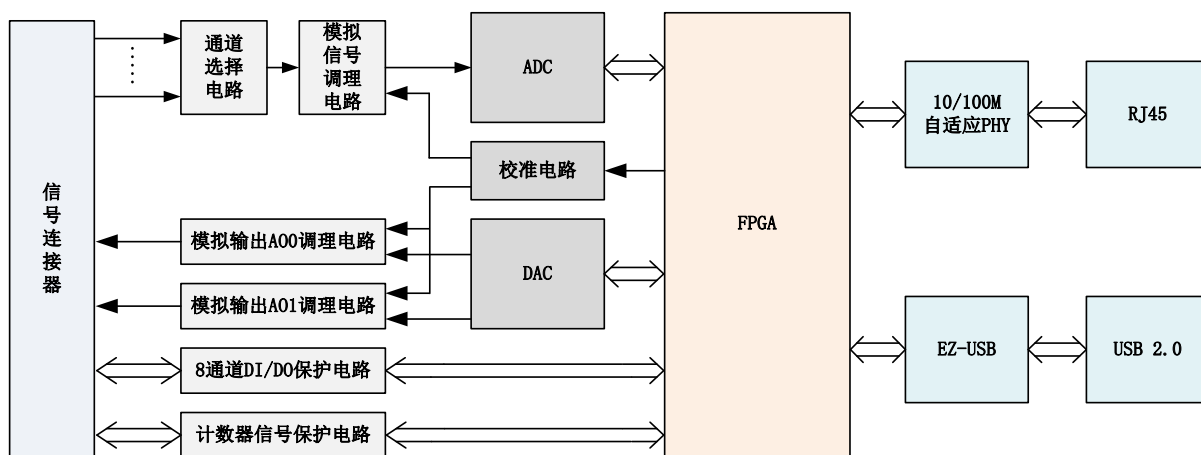 信号连接器
通道
选择
电路
模拟
信号
调理
电路
ADC
校准电路
模拟输出AO0调理电路
模拟输出AO1调理电路
DAC
8通道DI/DO保护电路
计数器信号保护电路
FPGA
10/100M
自适应PHY
RJ45
EZ-USB
USB 2.0